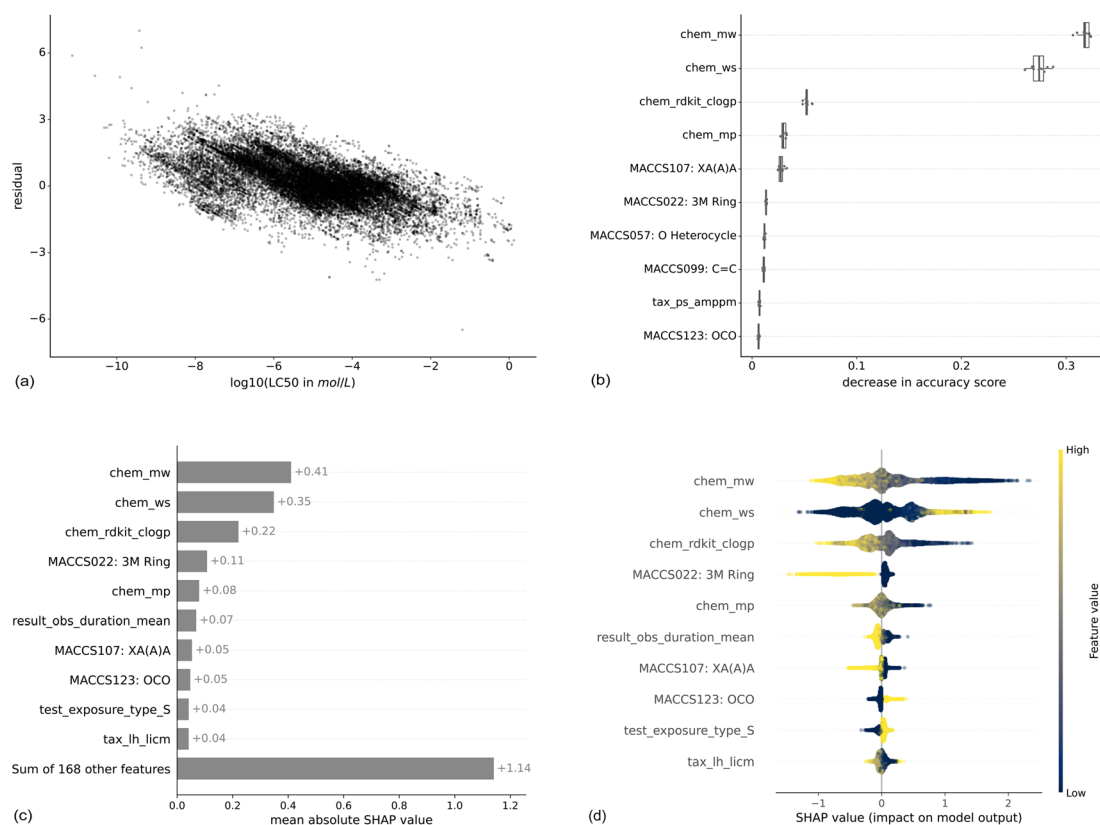 6
3
0
−3
−6
residual
−10
−8
−6
−4
−2
0
log10(LC50 in mol/L)
(a)
chem_mw
chem_ws
chem_rdkit_clogp
chem_mp
MACCS107: XA(A)A
MACCS022: 3M Ring
MACCS057: O Heterocycle
MACCS099: C=C
tax_ps_amppm
MACCS123: OCO
0
0.1
0.2
0.3
decrease in accuracy score
(b)
chem_mw +0.41
chem_ws +0.35
chem_rdkit_clogp +0.22
MACCS022: 3M Ring +0.11
chem_mp +0.08
result_obs_duration_mean +0.07
MACCS107: XA(A)A +0.05
MACCS123: OCO +0.05
test_exposure_type_S +0.04
tax_lh_licm +0.04
Sum of 168 other features +1.14
0.0
0.2
0.4
0.6
0.8
1.0
1.2
mean absolute SHAP value
(c)
chem_mw
chem_ws
chem_rdkit_clogp
MACCS022: 3M Ring
chem_mp
result_obs_duration_mean
MACCS107: XA(A)A
MACCS123: OCO
test_exposure_type_S
tax_lh_licm
−1
0
1
2
SHAP value (impact on model output)
High
Low
Feature value
(d)